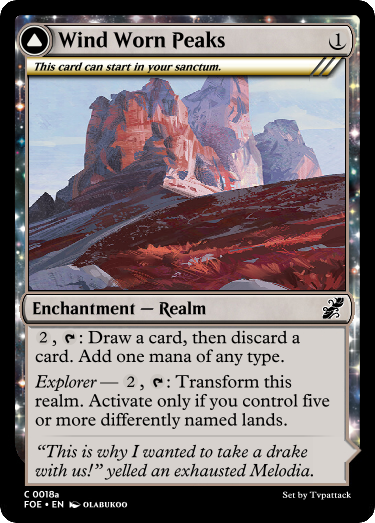 Wind Worn Peaks 1
This card can start in your sanctum.
Enchantment — Realm
2 , : Draw a card, then discard a
card. Add one mana of any type.
Explorer — 2 , : Transform this
realm. Activate only if you control five
or more differently named lands.
“This is why I wanted to take a drake
with us!” yelled an exhausted Melodia.
C 0018a
Set by Tvpattack
FOE • EN OLABUKOO